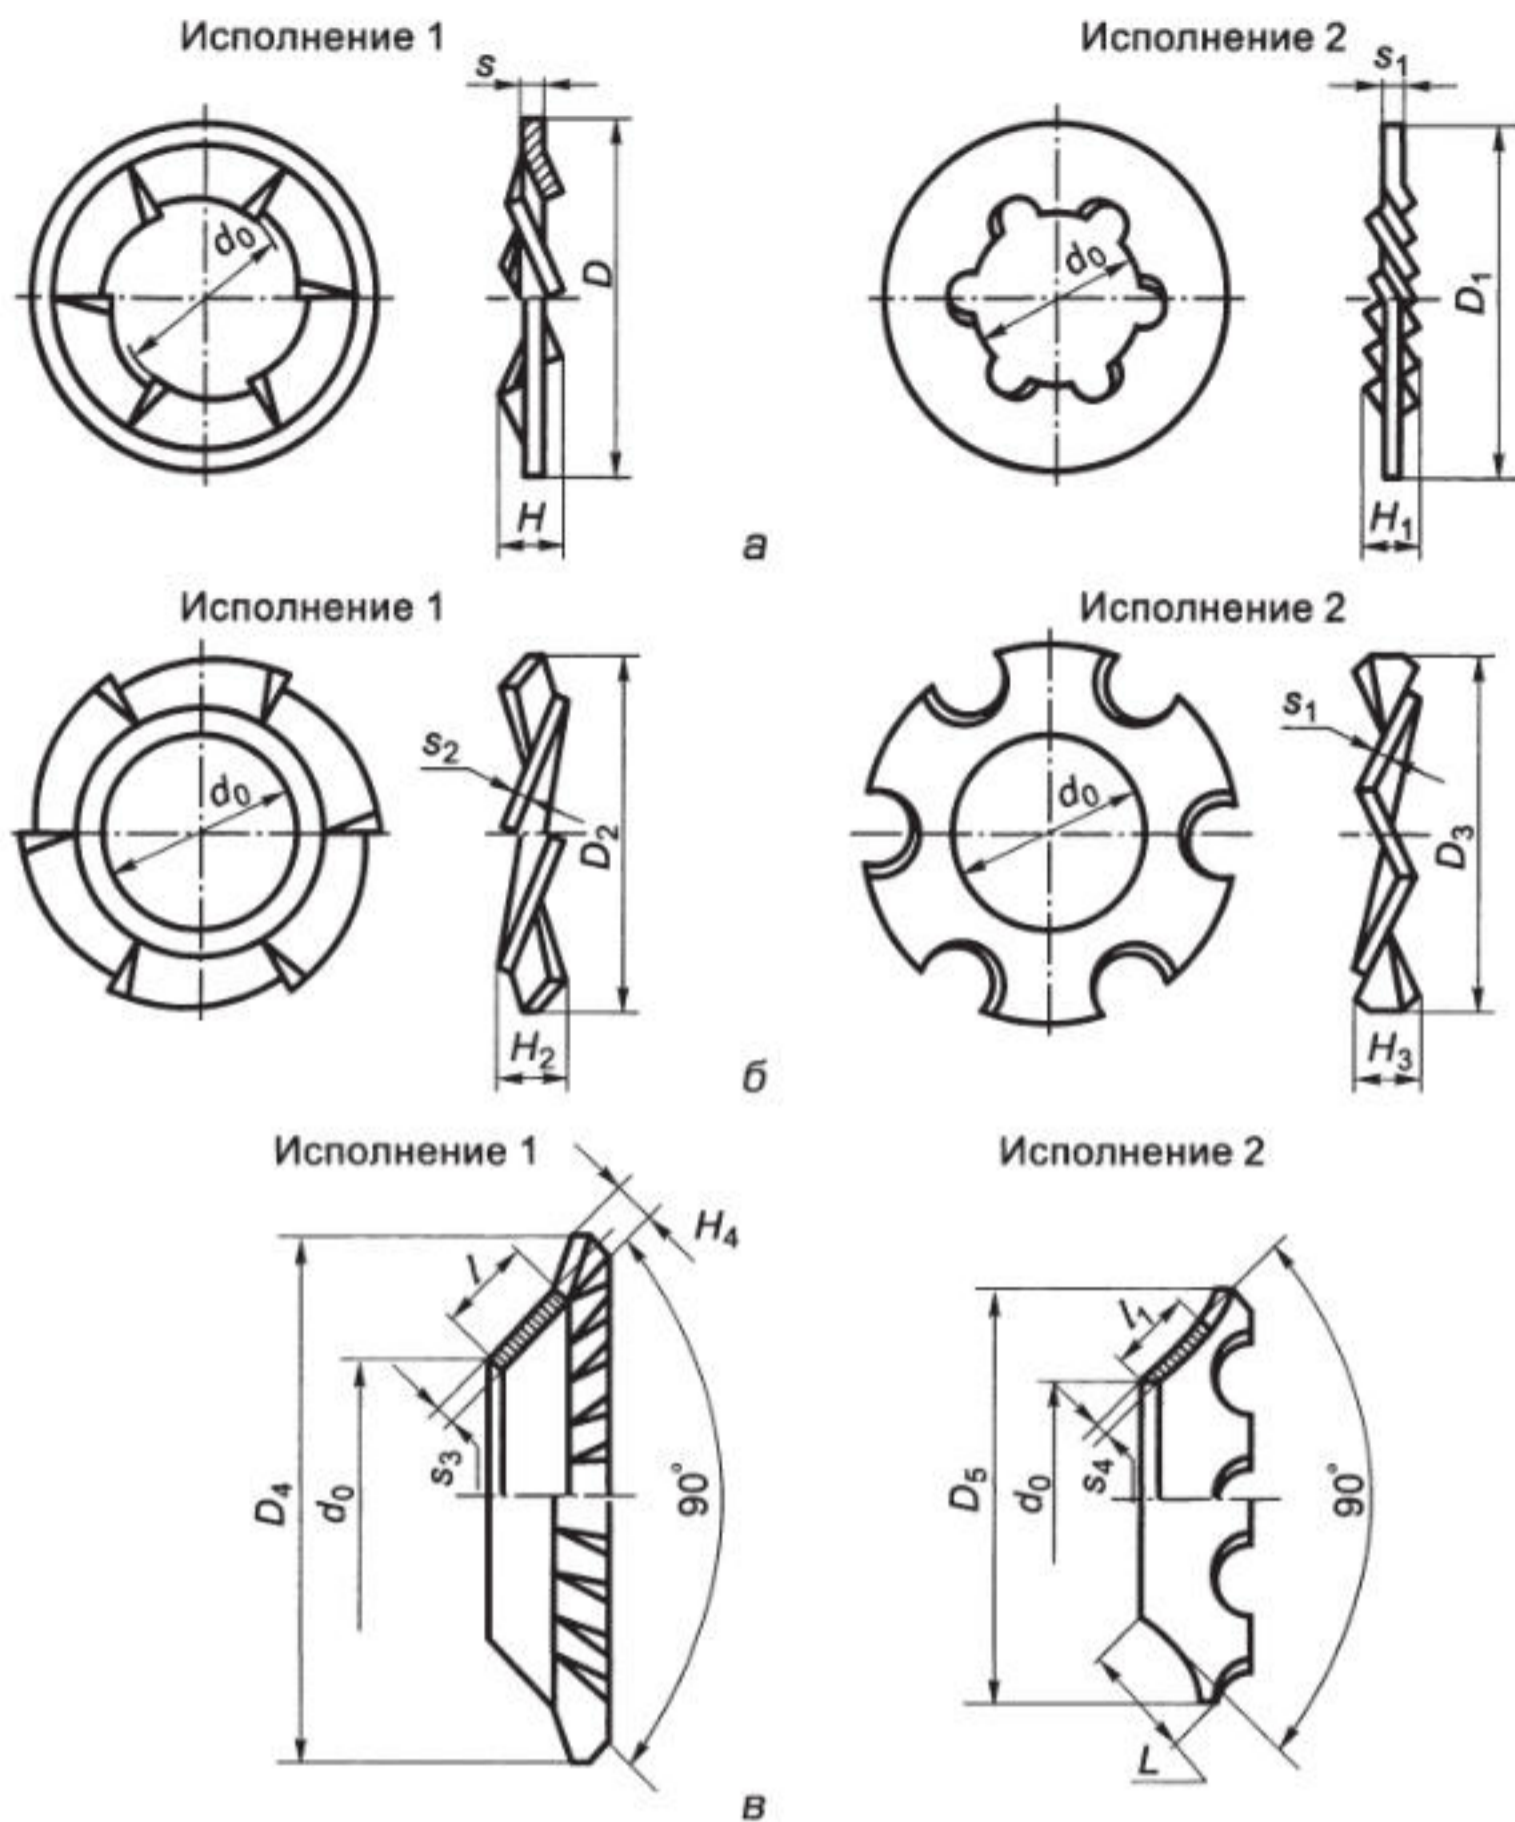 Исполнение 1
Исполнение 2
s
s₁
d₀
D
d₀
D₁
H
H₁
а
Исполнение 1
Исполнение 2
s₂
d₀
D₂
s₁
d₀
D₃
H₂
H₃
б
Исполнение 1
Исполнение 2
H₄
l
l₁
s₃
s₄
D₄
d₀
90°
D₅
d₀
90°
L
в